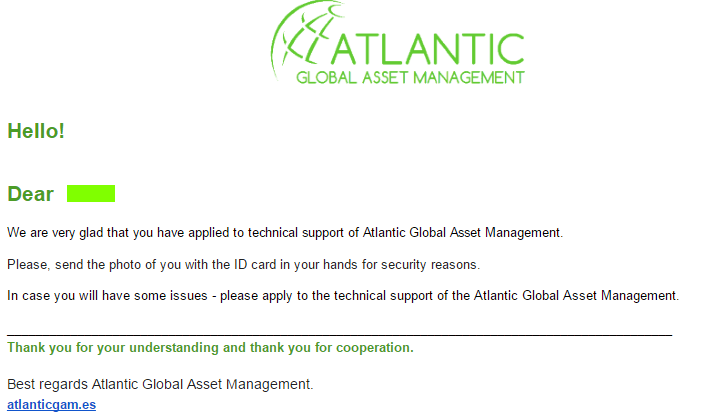 ATLANTIC
GLOBAL ASSET MANAGEMENT
Hello!
Dear
We are very glad that you have applied to technical support of Atlantic Global Asset Management.
Please, send the photo of you with the ID card in your hands for security reasons.
In case you will have some issues - please apply to the technical support of the Atlantic Global Asset Management.
Thank you for your understanding and thank you for cooperation.
Best regards Atlantic Global Asset Management.
atlanticgam.es